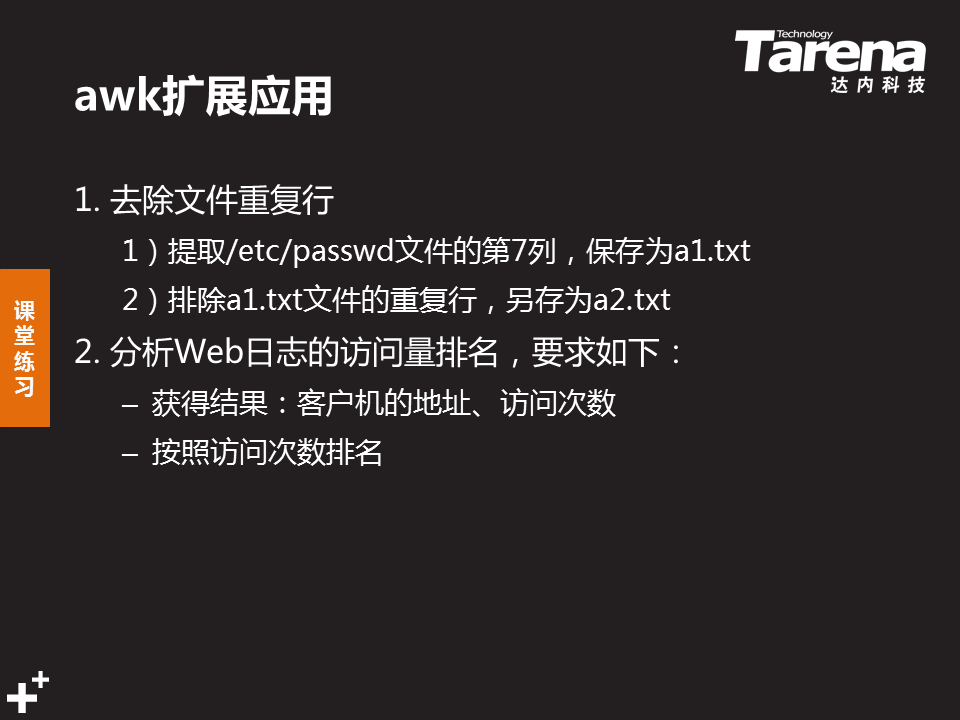 Technology
Tarena
达内科技
awk扩展应用
1. 去除文件重复行
1）提取/etc/passwd文件的第7列，保存为a1.txt
2）排除a1.txt文件的重复行，另存为a2.txt
课堂练习
2. 分析Web日志的访问量排名，要求如下：
– 获得结果：客户机的地址、访问次数
– 按照访问次数排名